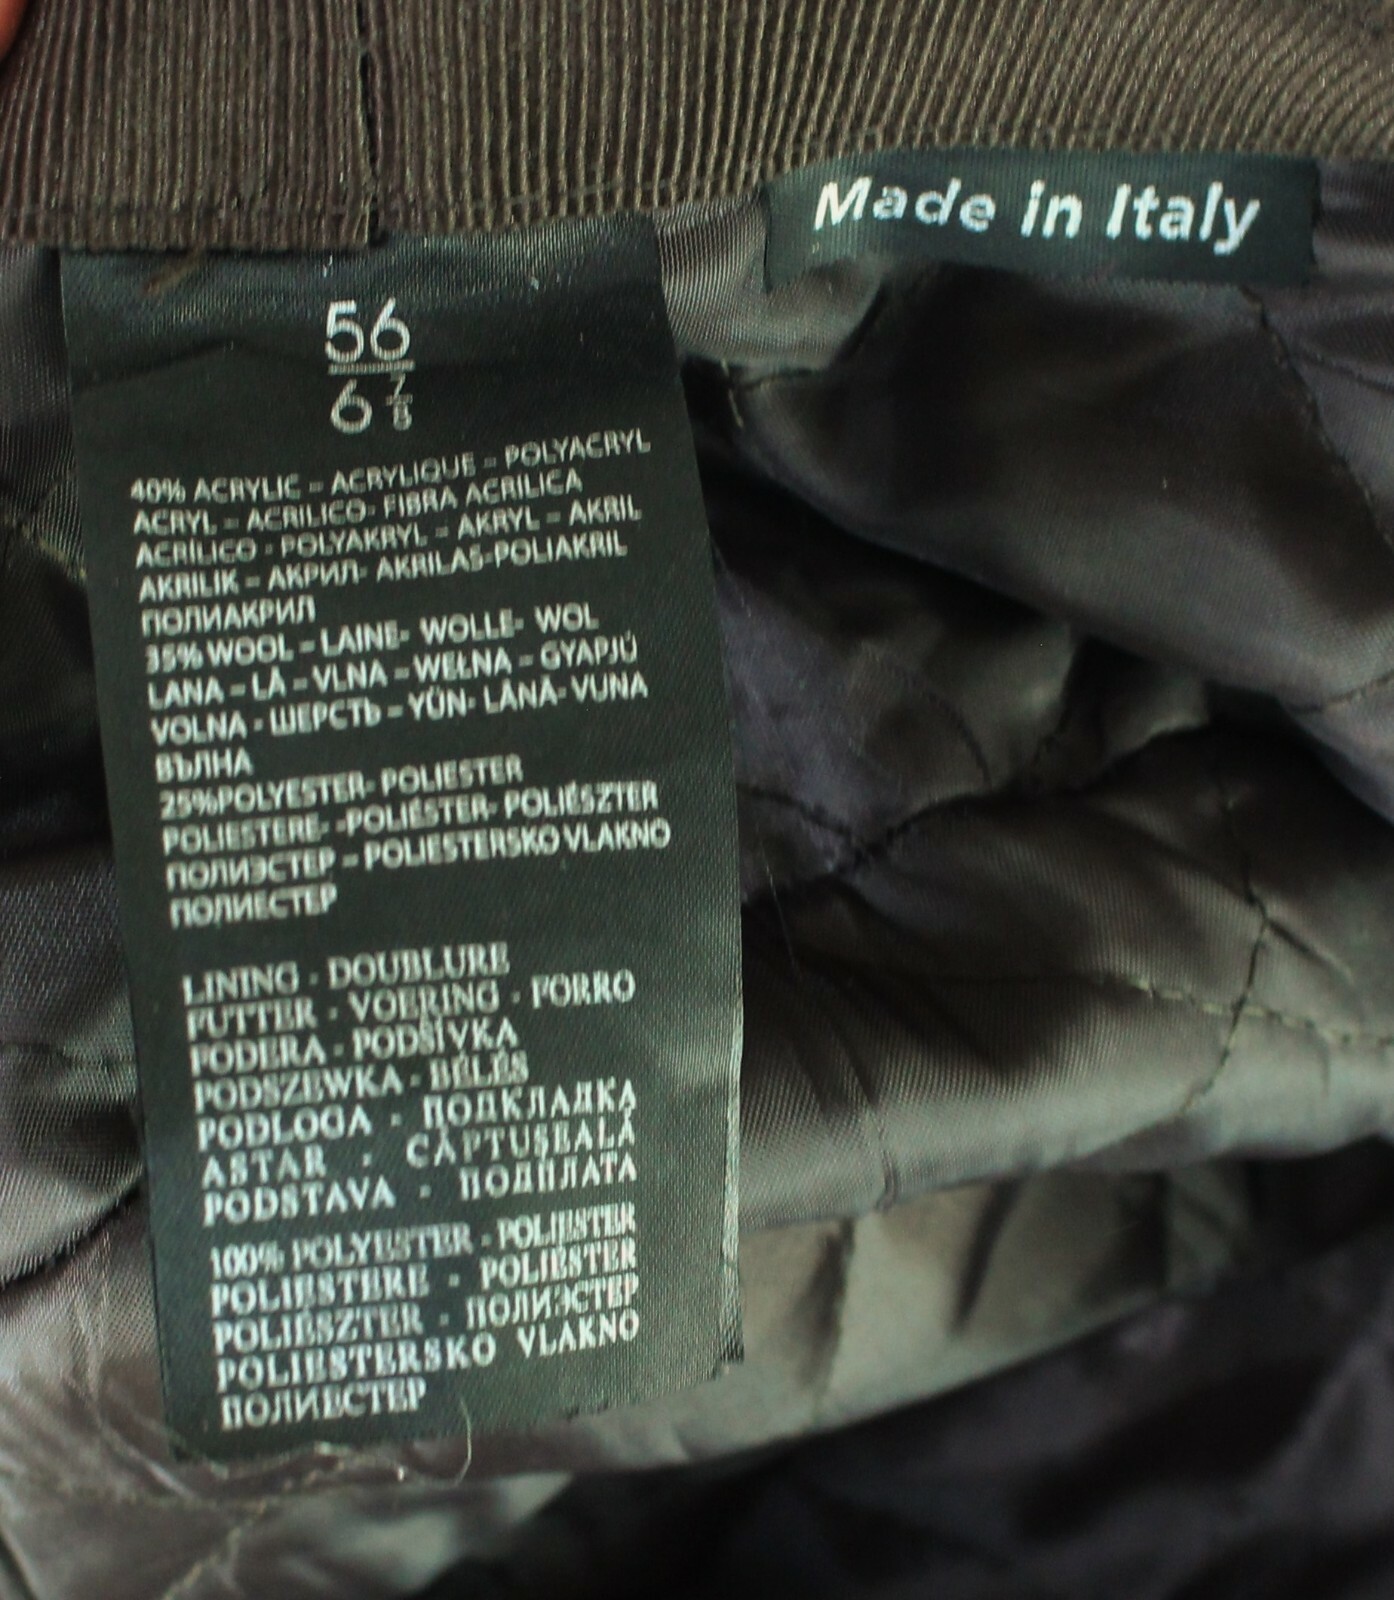 Made in Italy
56
6 7/8
40% ACRYLIC - ACRYLIQUE - POLYACRYL
ACRYL - ACRILICO- FIBRA ACRILICA
ACRÍLICO - POLYAKRYL - AKRYL - AKRIL
AKRILIK - АКРИЛ- AKRILAS-POLIAKRIL
ПОЛИАКРИЛ
35% WOOL - LAINE- WOLLE- WOL
LANA - LÃ - VLNA - WEŁNA - GYAPJÚ
VOLNA - ШЕРСТЬ - YÜN- LÂNĂ- VUNA
ВЪЛНА
25%POLYESTER- POLIESTER
POLIESTERE- -POLIÉSTER- POLIÉSZTER
ПОЛИЭСТЕР - POLIESTERSKO VLAKNO
ПОЛИЕСТЕР
LINING - DOUBLURE
FUTTER - VOERING - FORRO
FODERA - PODŠÍVKA
PODSZEWKA - BÉLÉS
PODLOGA - ПОДКЛАДКА
ASTAR - CĂPTUŞEALĂ
PODSTAVA - ПОДПЛАТА
100% POLYESTER - POLIESTER
POLIESTERE - POLIESTER
POLIÉSZTER - ПОЛИЭСТЕР
POLIESTERSKO VLAKNO
ПОЛИЕСТЕР